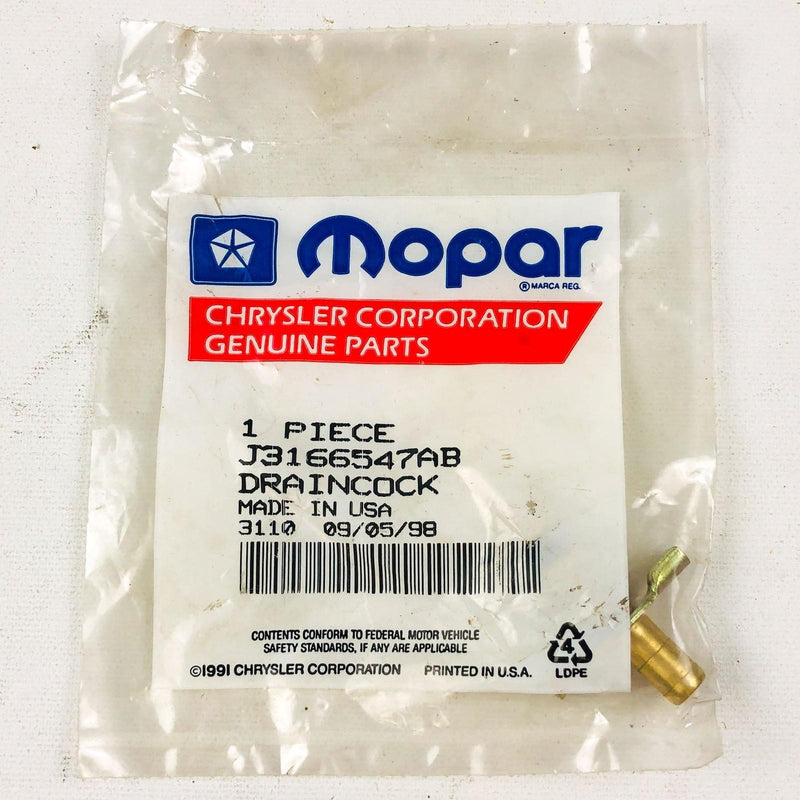 mopar
® MARCA REG.
CHRYSLER CORPORATION
GENUINE PARTS
1 PIECE
J3166547AB
DRAINCOCK
MADE IN USA
3110 09/05/98
CONTENTS CONFORM TO FEDERAL MOTOR VEHICLE
SAFETY STANDARDS, IF ANY ARE APPLICABLE
©1991 CHRYSLER CORPORATION PRINTED IN U.S.A.
4
LDPE